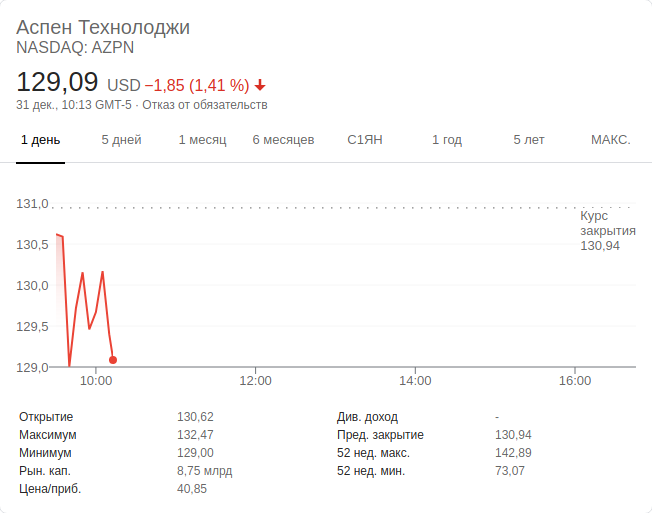 Аспен Технолоджи
NASDAQ: AZPN
129,09 USD −1,85 (1,41 %)
31 дек., 10:13 GMT-5 · Отказ от обязательств
1 день 5 дней 1 месяц 6 месяцев С1ЯН 1 год 5 лет МАКС.
131,0
Курс
закрытия
130,94
130,5
130,0
129,5
129,0
10:00 12:00 14:00 16:00
Открытие 130,62 Див. доход -
Максимум 132,47 Пред. закрытие 130,94
Минимум 129,00 52 нед. макс. 142,89
Рын. кап. 8,75 млрд 52 нед. мин. 73,07
Цена/приб. 40,85